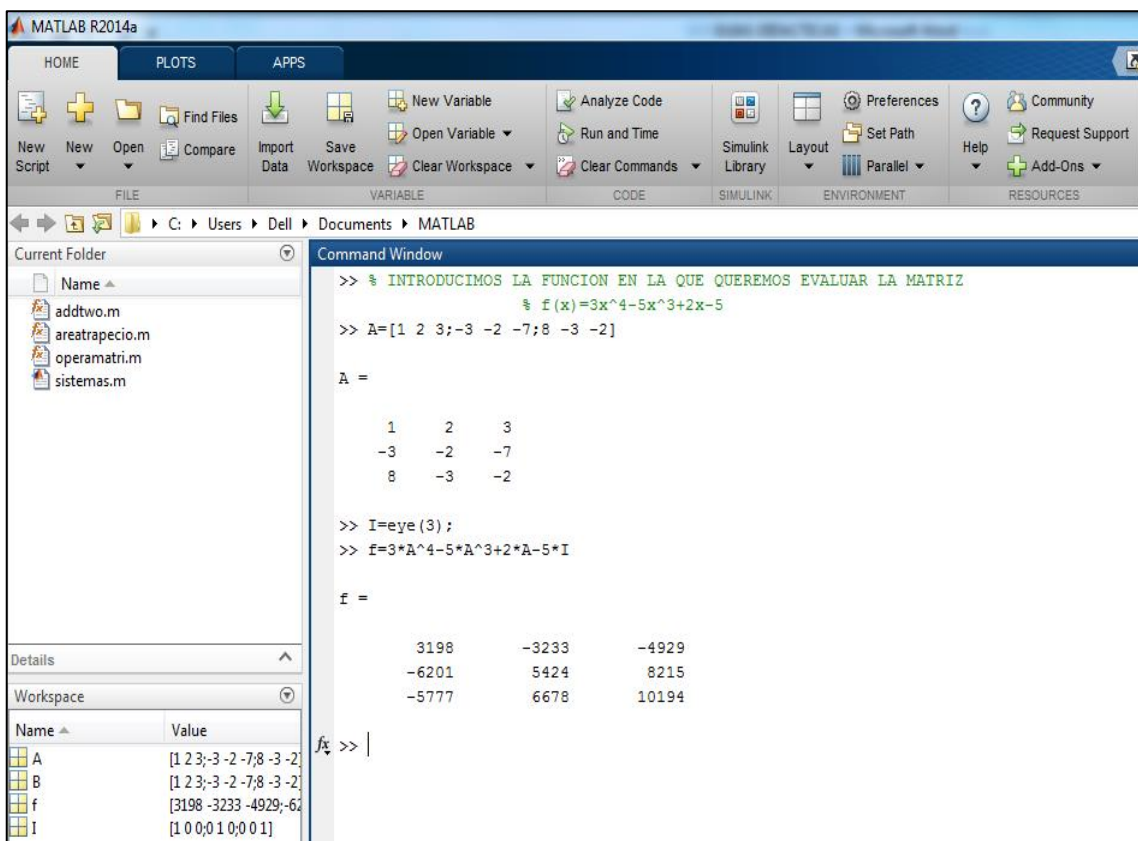 MATLAB R2014a
HOME PLOTS APPS
New Script
New
Open
Find Files
Compare
Import Data
Save Workspace
New Variable
Open Variable
Clear Workspace
Analyze Code
Run and Time
Clear Commands
Simulink Library
Layout
Preferences
Set Path
Parallel
Help
Community
Request Support
Add-Ons
FILE VARIABLE CODE SIMULINK ENVIRONMENT RESOURCES
C: Users Dell Documents MATLAB
Current Folder
Name
addtwo.m
areatrapecio.m
operamatri.m
sistemas.m
Details
Workspace
Name Value
A [1 2 3;-3 -2 -7;8 -3 -2]
B [1 2 3;-3 -2 -7;8 -3 -2]
f [3198 -3233 -4929;-62
I [1 0 0;0 1 0;0 0 1]
Command Window
>> % INTRODUCIMOS LA FUNCION EN LA QUE QUEREMOS EVALUAR LA MATRIZ
% f(x)=3x^4-5x^3+2x-5
>> A=[1 2 3;-3 -2 -7;8 -3 -2]
A =
1 2 3
-3 -2 -7
8 -3 -2
>> I=eye(3);
>> f=3*A^4-5*A^3+2*A-5*I
f =
3198 -3233 -4929
-6201 5424 8215
-5777 6678 10194
fx >>